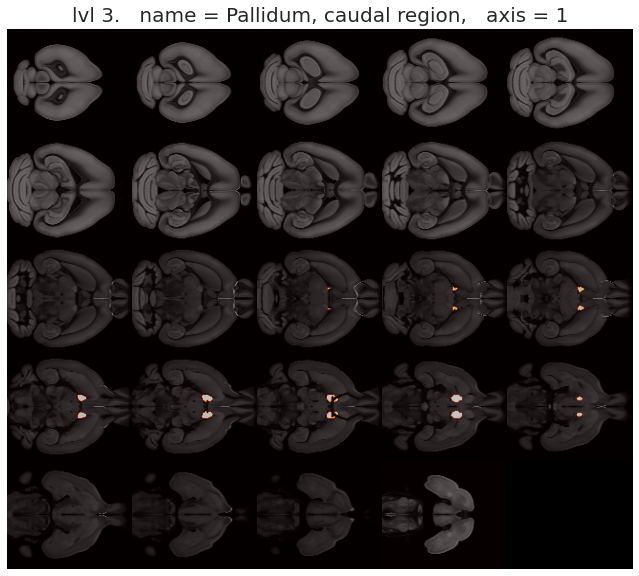 lvl 3.   name = Pallidum, caudal region,   axis = 1